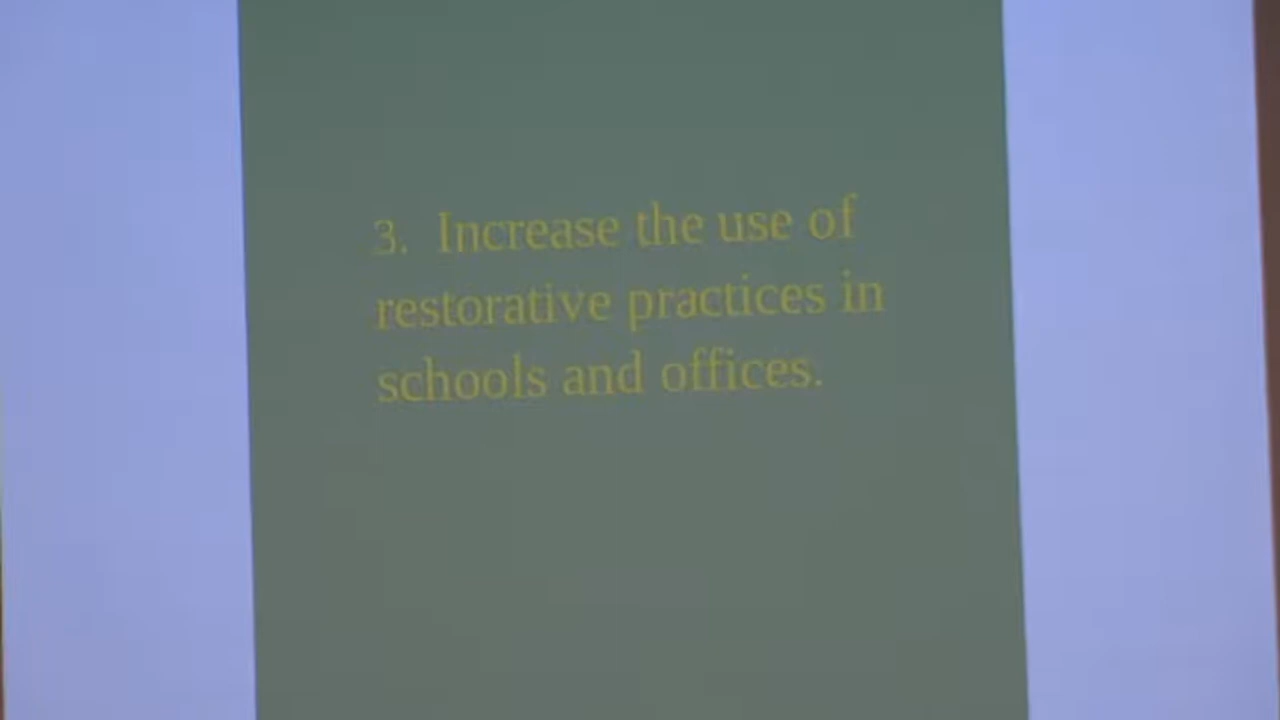 3. Increase the use of
restorative practices in
schools and offices.